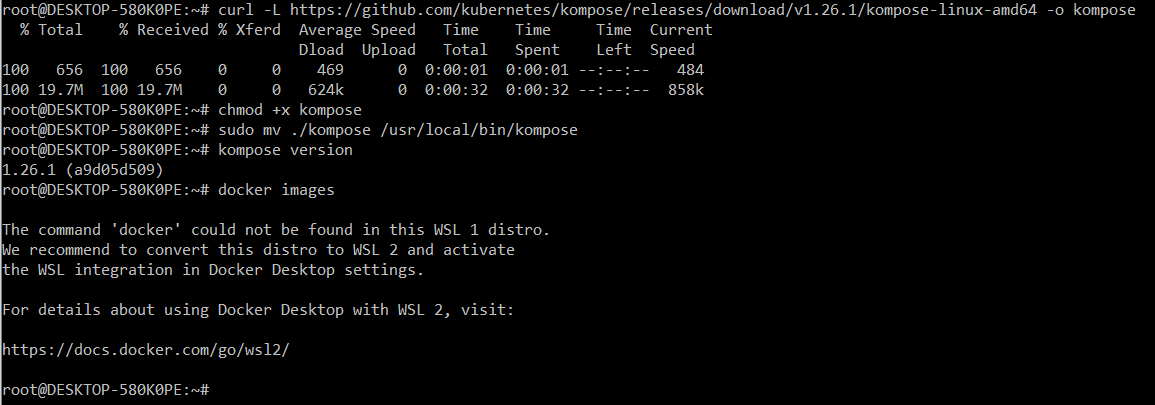 root@DESKTOP-580K0PE:~# curl -L https://github.com/kubernetes/kompose/releases/download/v1.26.1/kompose-linux-amd64 -o kompose
% Total % Received % Xferd Average Speed Time Time Time Current
Dload Upload Total Spent Left Speed
100 656 100 656 0 0 469 0 0:00:01 0:00:01 --:--:-- 484
100 19.7M 100 19.7M 0 0 624k 0 0:00:32 0:00:32 --:--:-- 858k
root@DESKTOP-580K0PE:~# chmod +x kompose
root@DESKTOP-580K0PE:~# sudo mv ./kompose /usr/local/bin/kompose
root@DESKTOP-580K0PE:~# kompose version
1.26.1 (a9d05d509)
root@DESKTOP-580K0PE:~# docker images
The command 'docker' could not be found in this WSL 1 distro.
We recommend to convert this distro to WSL 2 and activate
the WSL integration in Docker Desktop settings.
For details about using Docker Desktop with WSL 2, visit:
https://docs.docker.com/go/wsl2/
root@DESKTOP-580K0PE:~#